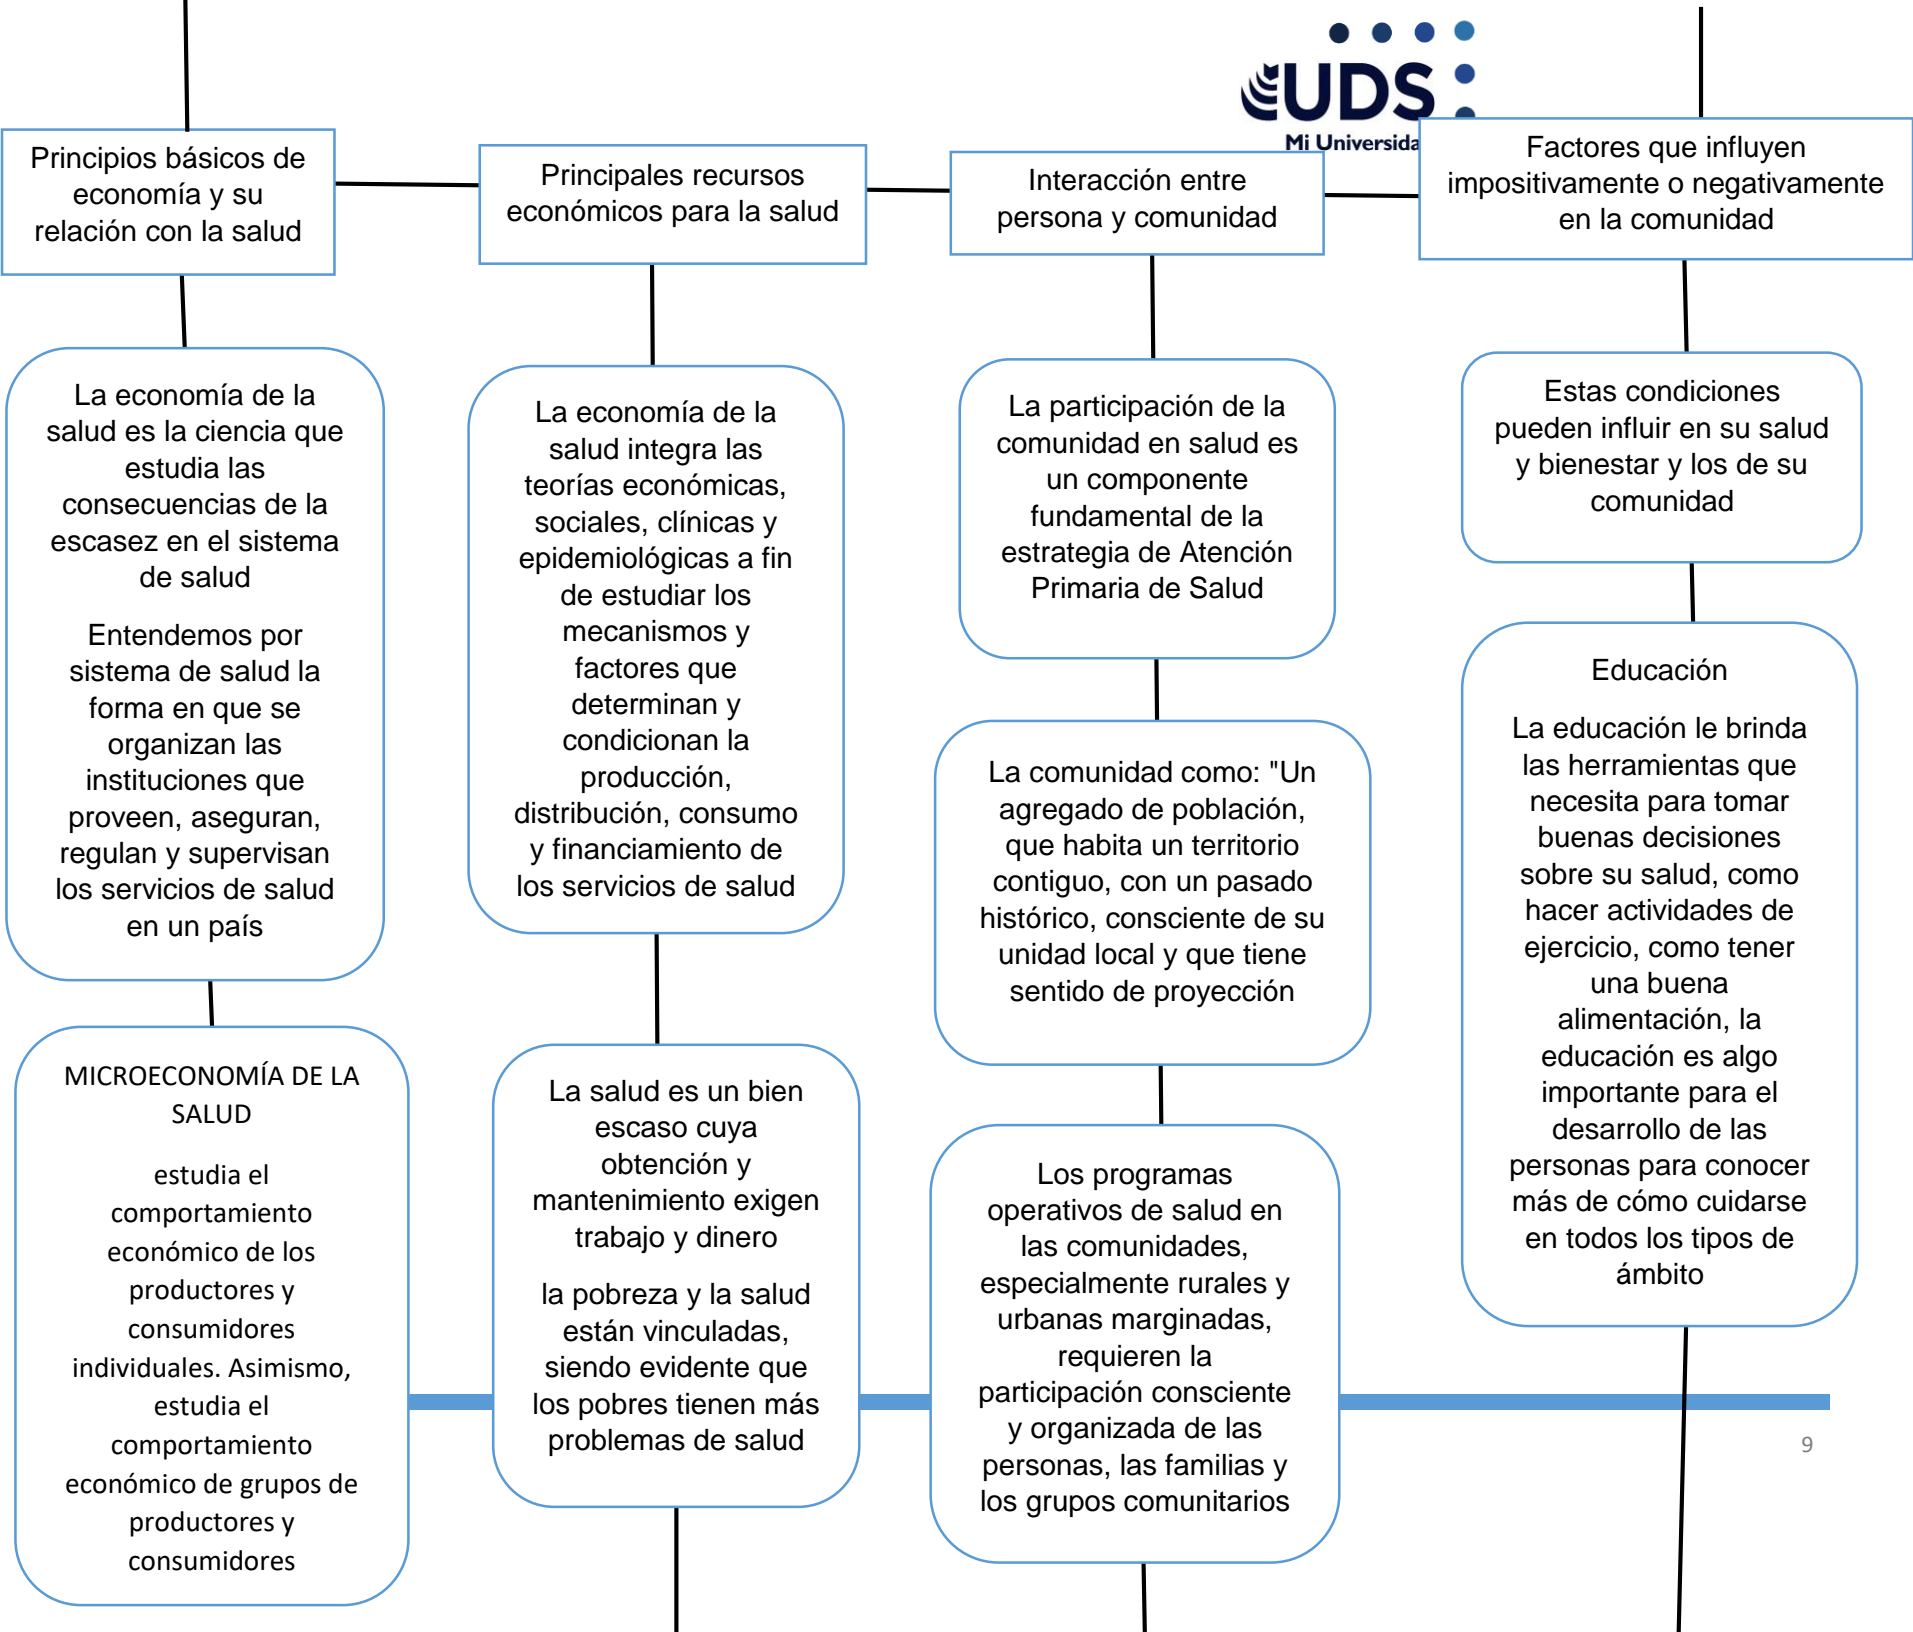 UDS
Mi Universida
Principios básicos de
economía y su
relación con la salud
Principales recursos
económicos para la salud
Interacción entre
persona y comunidad
Factores que influyen
impositivamente o negativamente
en la comunidad
La economía de la
salud es la ciencia que
estudia las
consecuencias de la
escasez en el sistema
de salud
Entendemos por
sistema de salud la
forma en que se
organizan las
instituciones que
proveen, aseguran,
regulan y supervisan
los servicios de salud
en un país
MICROECONOMÍA DE LA
SALUD
estudia el
comportamiento
económico de los
productores y
consumidores
individuales. Asimismo,
estudia el
comportamiento
económico de grupos de
productores y
consumidores
La economía de la
salud integra las
teorías económicas,
sociales, clínicas y
epidemiológicas a fin
de estudiar los
mecanismos y
factores que
determinan y
condicionan la
producción,
distribución, consumo
y financiamiento de
los servicios de salud
La salud es un bien
escaso cuya
obtención y
mantenimiento exigen
trabajo y dinero
la pobreza y la salud
están vinculadas,
siendo evidente que
los pobres tienen más
problemas de salud
La participación de la
comunidad en salud es
un componente
fundamental de la
estrategia de Atención
Primaria de Salud
La comunidad como: "Un
agregado de población,
que habita un territorio
contiguo, con un pasado
histórico, consciente de su
unidad local y que tiene
sentido de proyección
Los programas
operativos de salud en
las comunidades,
especialmente rurales y
urbanas marginadas,
requieren la
participación consciente
y organizada de las
personas, las familias y
los grupos comunitarios
Estas condiciones
pueden influir en su salud
y bienestar y los de su
comunidad
Educación
La educación le brinda
las herramientas que
necesita para tomar
buenas decisiones
sobre su salud, como
hacer actividades de
ejercicio, como tener
una buena
alimentación, la
educación es algo
importante para el
desarrollo de las
personas para conocer
más de cómo cuidarse
en todos los tipos de
ámbito
9